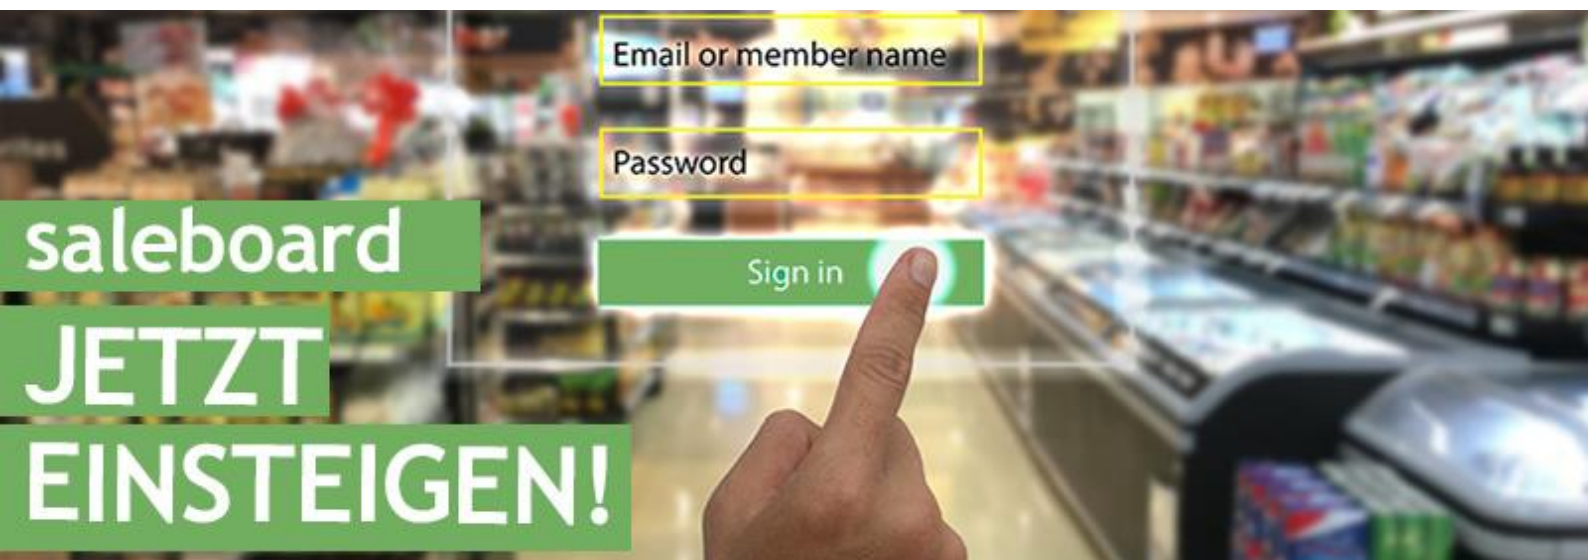 Email or member name
Password
Sign in
saleboard
JETZT
EINSTEIGEN!